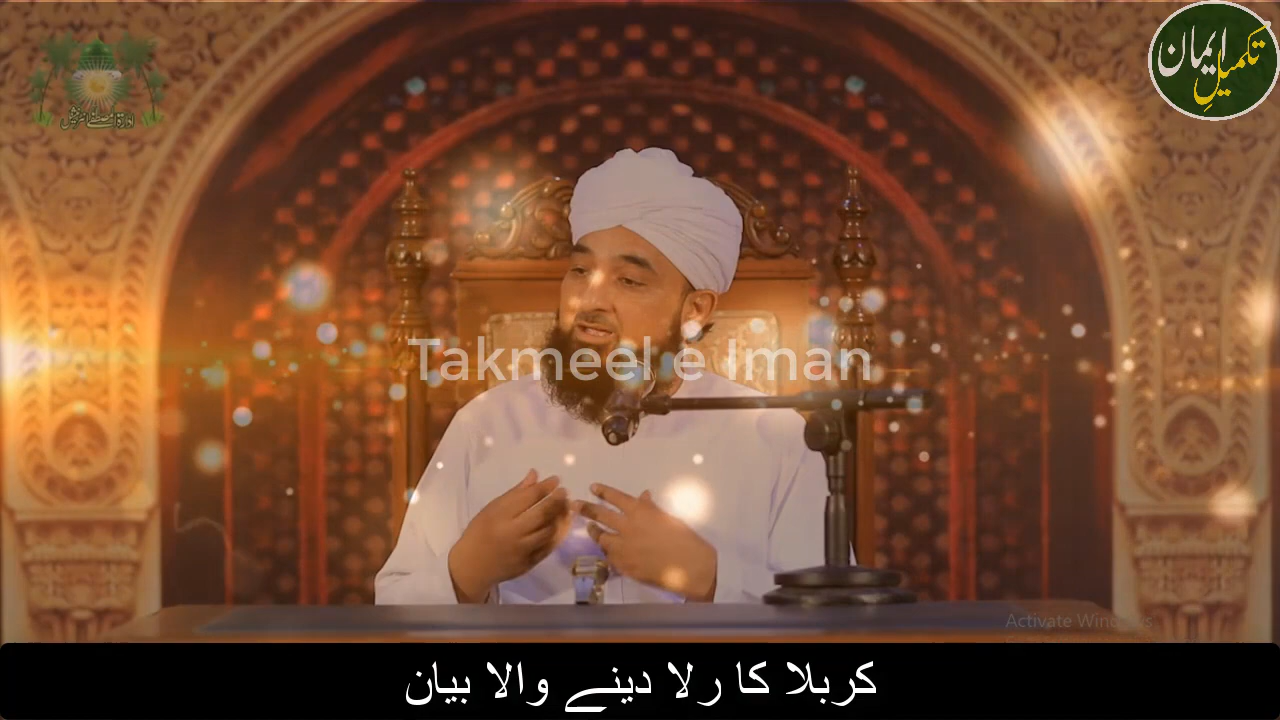 تکمیل ایمان
Takmeel e Iman
Activate Windows
کربلا کا رلا دینے والا بیان